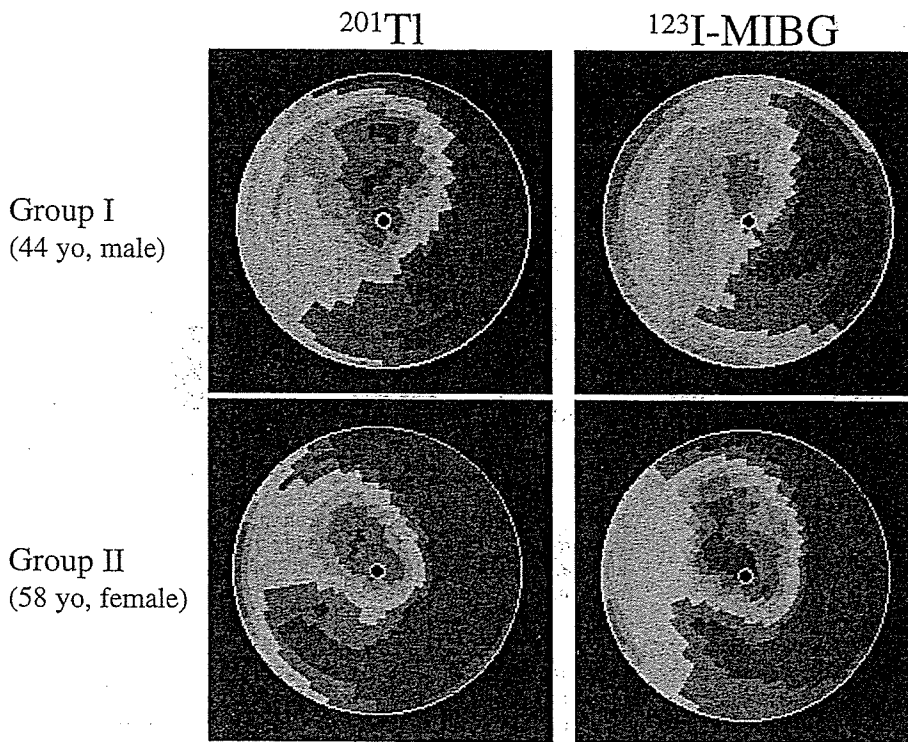 ²⁰¹Tl
¹²³I-MIBG
Group I
(44 yo, male)
Group II
(58 yo, female)